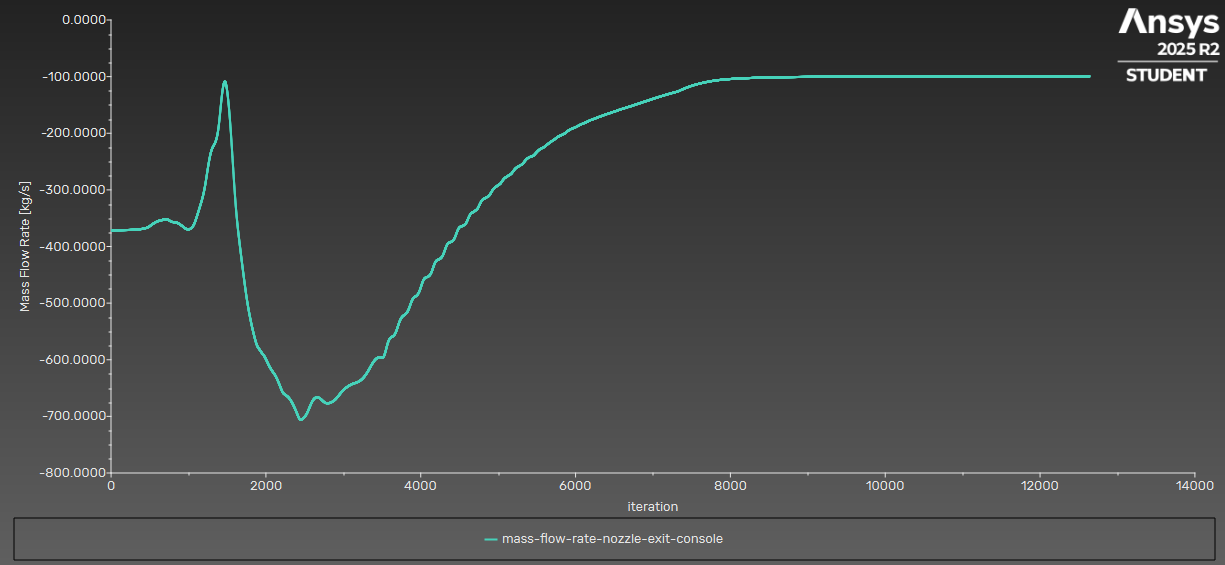 Ansys
2025 R2
STUDENT
0.0000
-100.0000
-200.0000
-300.0000
-400.0000
-500.0000
-600.0000
-700.0000
-800.0000
Mass Flow Rate [kg/s]
0 2000 4000 6000 8000 10000 12000 14000
iteration
mass-flow-rate-nozzle-exit-console